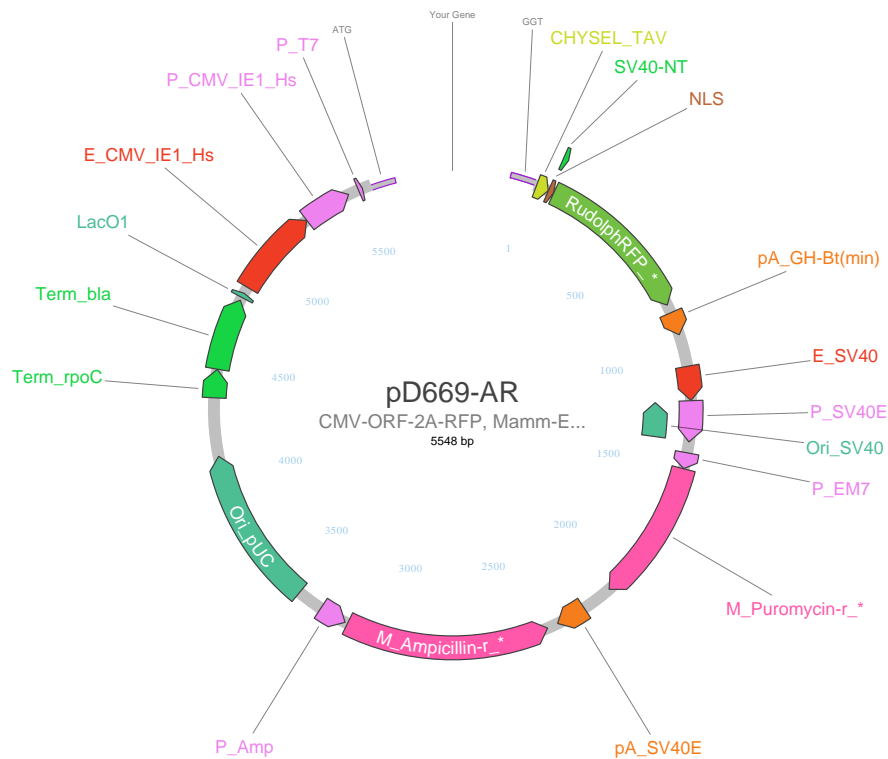 Your Gene
GGT
ATG
CHYSEL_TAV
P_T7
SV40-NT
P_CMV_IE1_Hs
NLS
E_CMV_IE1_Hs
RudolphRFP_*
LacO1
5500
1
pA_GH-Bt(min)
Term_bla
5000
500
E_SV40
Term_rpoC
4500
1000
pD669-AR
P_SV40E
CMV-ORF-2A-RFP, Mamm-E...
5548 bp
Ori_SV40
4000
1500
P_EM7
Ori_pUC
3500
2000
3000
2500
M_Puromycin-r_*
M_Ampicillin-r_*
P_Amp
pA_SV40E